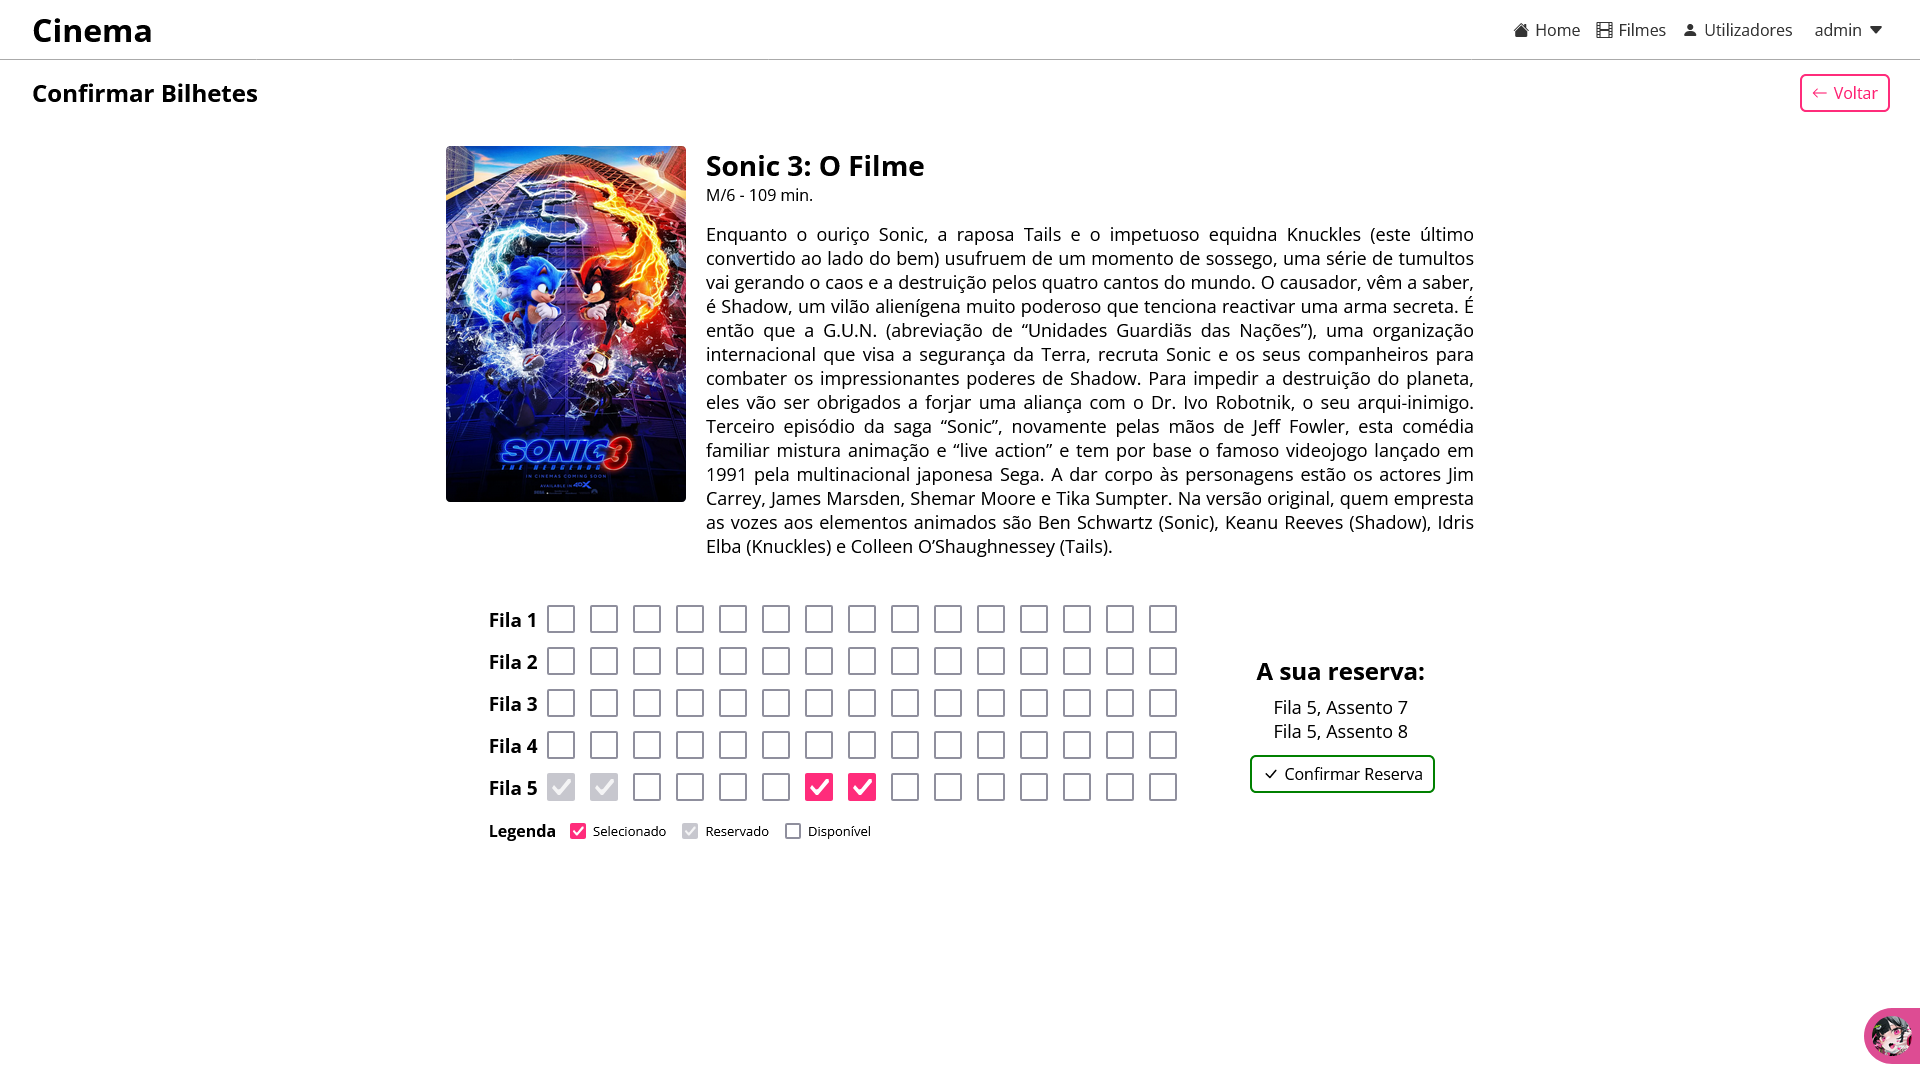 Cinema
Home
Filmes
Utilizadores
admin
Confirmar Bilhetes
Voltar
Sonic 3: O Filme
M/6 - 109 min.
Enquanto o ouriço Sonic, a raposa Tails e o impetuoso equidna Knuckles (este último
convertido ao lado do bem) usufruem de um momento de sossego, uma série de tumultos
vai gerando o caos e a destruição pelos quatro cantos do mundo. O causador, vêm a saber,
é Shadow, um vilão alienígena muito poderoso que tenciona reactivar uma arma secreta. É
então que a G.U.N. (abreviação de “Unidades Guardiãs das Nações”), uma organização
internacional que visa a segurança da Terra, recruta Sonic e os seus companheiros para
combater os impressionantes poderes de Shadow. Para impedir a destruição do planeta,
eles vão ser obrigados a forjar uma aliança com o Dr. Ivo Robotnik, o seu arqui-inimigo.
Terceiro episódio da saga “Sonic”, novamente pelas mãos de Jeff Fowler, esta comédia
familiar mistura animação e “live action” e tem por base o famoso videojogo lançado em
1991 pela multinacional japonesa Sega. A dar corpo às personagens estão os actores Jim
Carrey, James Marsden, Shemar Moore e Tika Sumpter. Na versão original, quem empresta
as vozes aos elementos animados são Ben Schwartz (Sonic), Keanu Reeves (Shadow), Idris
Elba (Knuckles) e Colleen O’Shaughnessey (Tails).
SONIC 3
THE HEDGEHOG
IN CINEMAS COMING SOON
Fila 1
Fila 2
Fila 3
Fila 4
Fila 5
Legenda
Selecionado
Reservado
Disponível
A sua reserva:
Fila 5, Assento 7
Fila 5, Assento 8
Confirmar Reserva